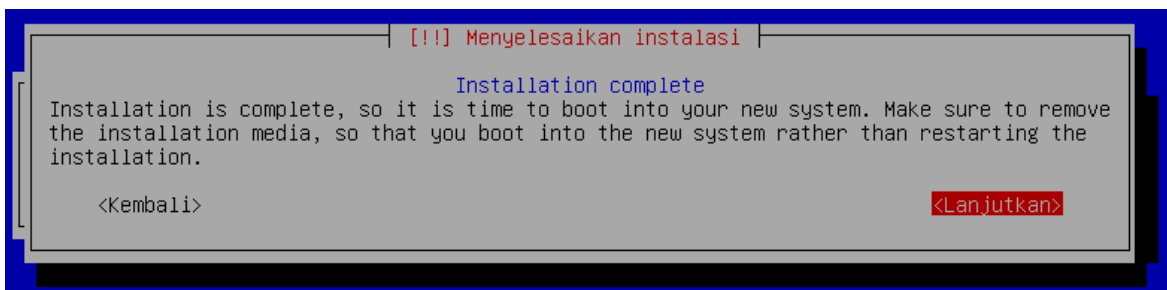 [!!] Menyelesaikan instalasi
Installation complete
Installation is complete, so it is time to boot into your new system. Make sure to remove
the installation media, so that you boot into the new system rather than restarting the
installation.
<Kembali> <Lanjutkan>